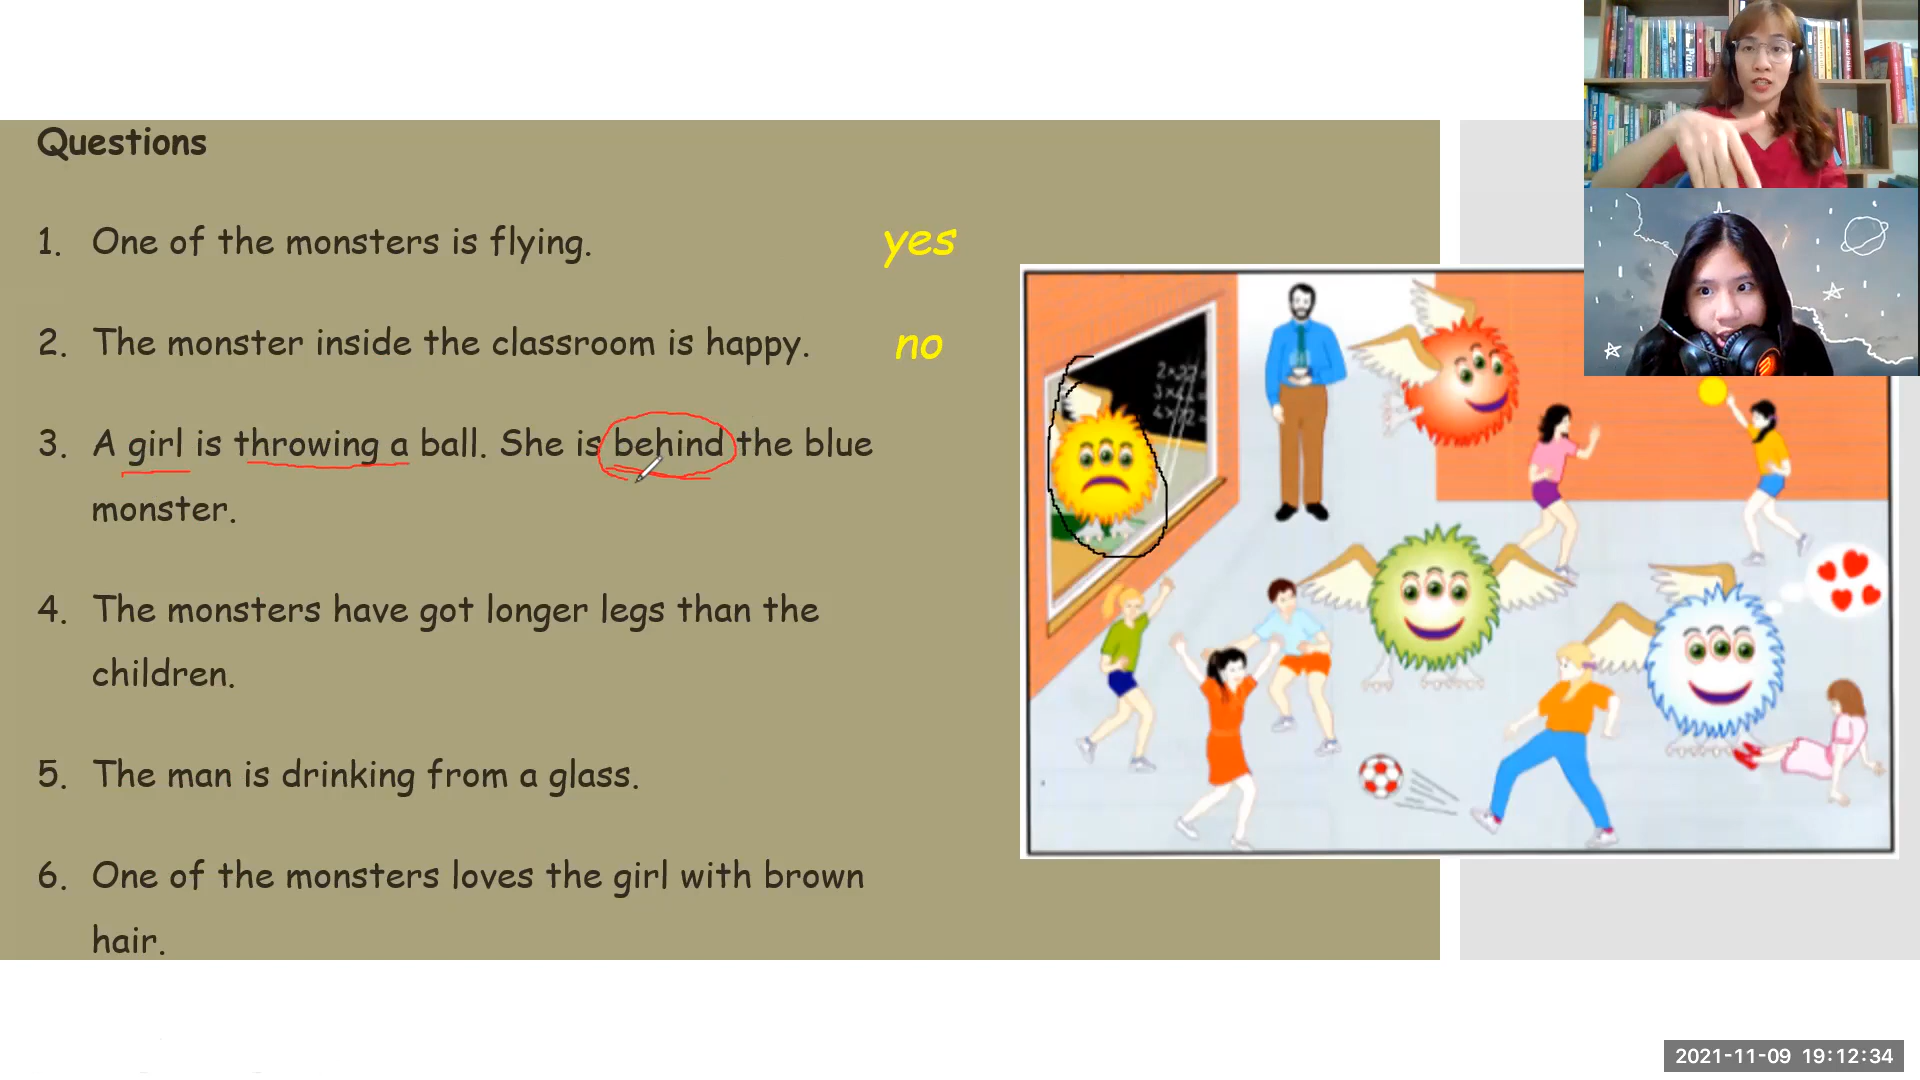 Questions
1. One of the monsters is flying. yes
2. The monster inside the classroom is happy. no
3. A girl is throwing a ball. She is behind the blue
monster.
4. The monsters have got longer legs than the
children.
5. The man is drinking from a glass.
6. One of the monsters loves the girl with brown
hair.
2021-11-09 19:12:34